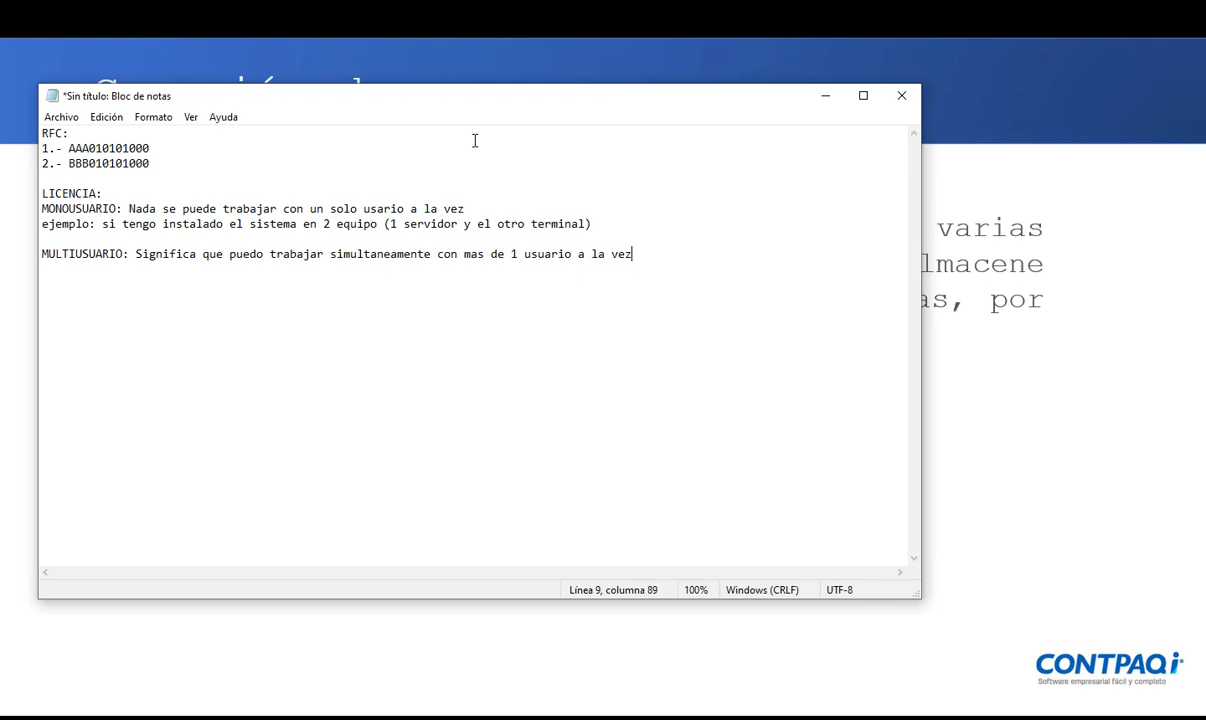 *Sin título: Bloc de notas
Archivo Edición Formato Ver Ayuda
RFC:
1.- AAA010101000
2.- BBB010101000
LICENCIA:
MONOUSUARIO: Nada se puede trabajar con un solo usario a la vez
ejemplo: si tengo instalado el sistema en 2 equipo (1 servidor y el otro terminal)
MULTIUSUARIO: Significa que puedo trabajar simultaneamente con mas de 1 usuario a la vez
varias
lmacene
as, por
Línea 9, columna 89 100% Windows (CRLF) UTF-8
CONTPAQi
Software empresarial fácil y completo